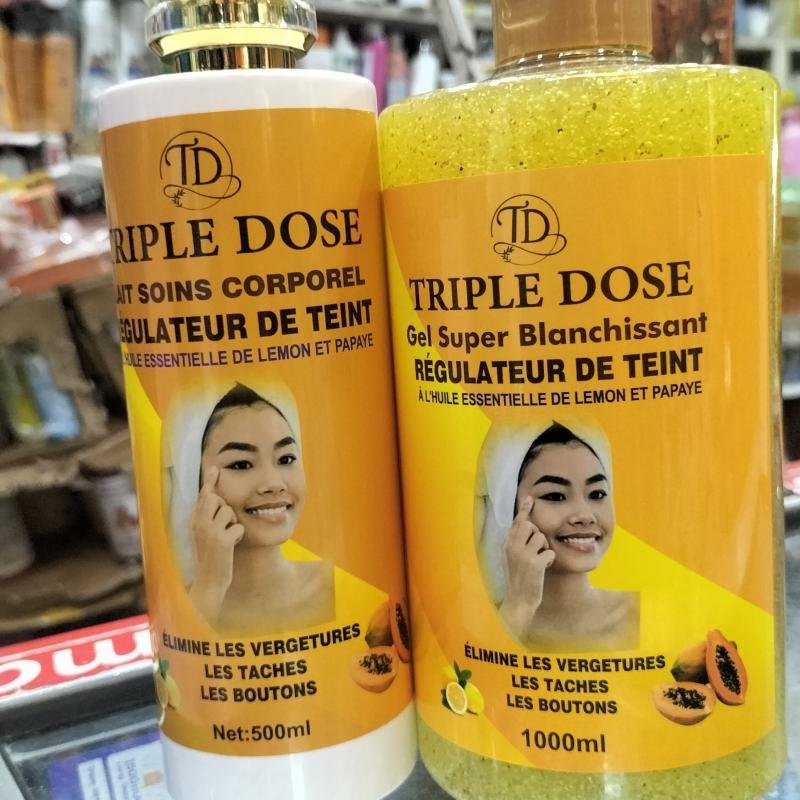 TD
TRIPLE DOSE
LAIT SOINS CORPOREL
RÉGULATEUR DE TEINT
À L'HUILE ESSENTIELLE DE LEMON ET PAPAYE
ÉLIMINE LES VERGETURES
LES TACHES
LES BOUTONS
Net:500ml
TD
TRIPLE DOSE
Gel Super Blanchissant
RÉGULATEUR DE TEINT
À L'HUILE ESSENTIELLE DE LEMON ET PAPAYE
ÉLIMINE LES VERGETURES
LES TACHES
LES BOUTONS
1000ml